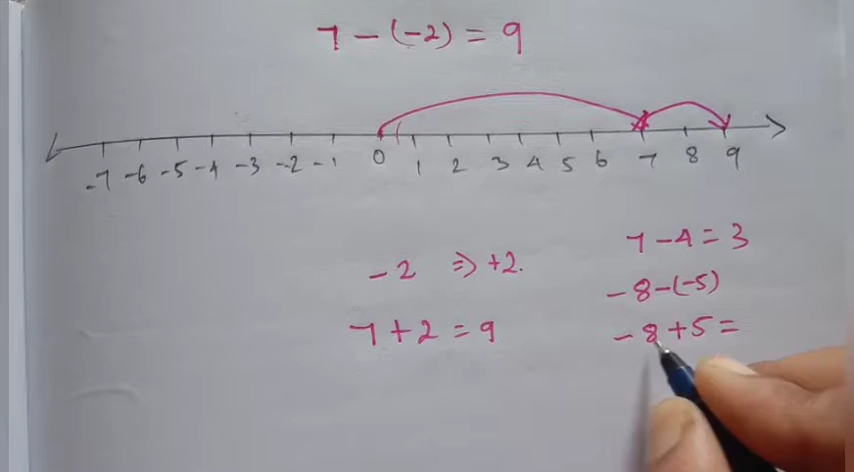 7 - (-2) = 9
-7 -6 -5 -4 -3 -2 -1 0 1 2 3 4 5 6 7 8 9
7 - 4 = 3
-2 ⇒ +2.
-8 - (-5)
7 + 2 = 9
-8 + 5 =